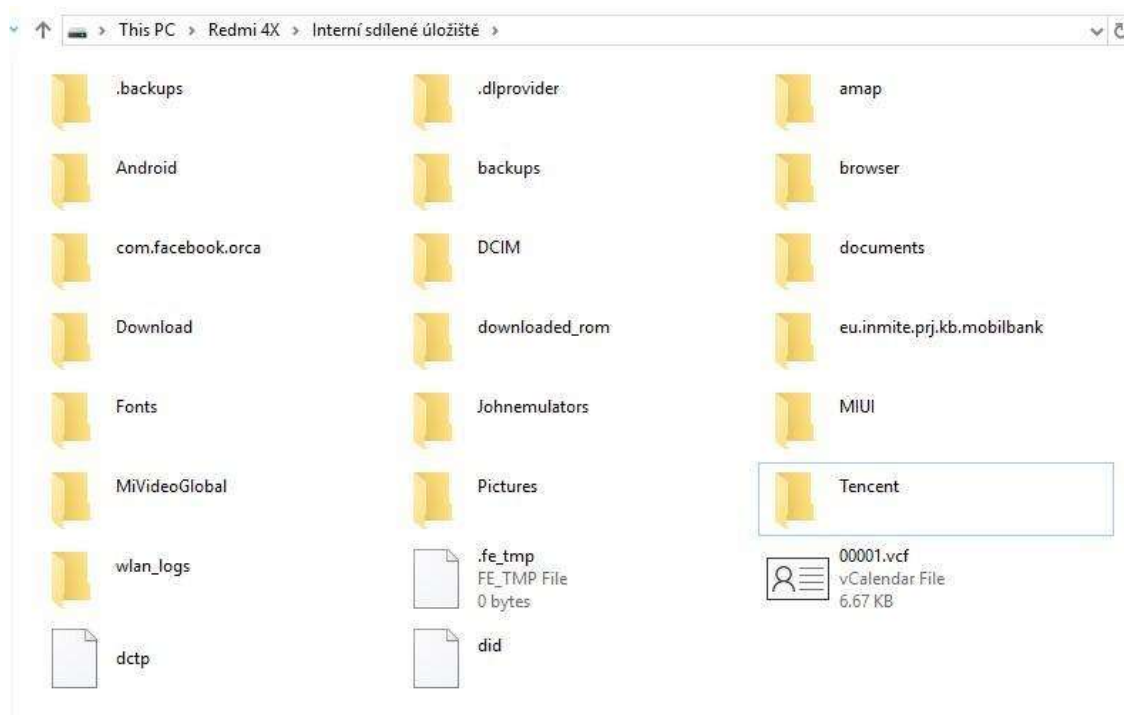 This PC > Redmi 4X > Interní sdílené úložiště >
.backups
.dlprovider
amap
Android
backups
browser
com.facebook.orca
DCIM
documents
Download
downloaded_rom
eu.inmite.prj.kb.mobilbank
Fonts
Johnemulators
MIUI
MiVideoGlobal
Pictures
Tencent
wlan_logs
.fe_tmp
FE_TMP File
0 bytes
00001.vcf
vCalendar File
6.67 KB
dctp
did